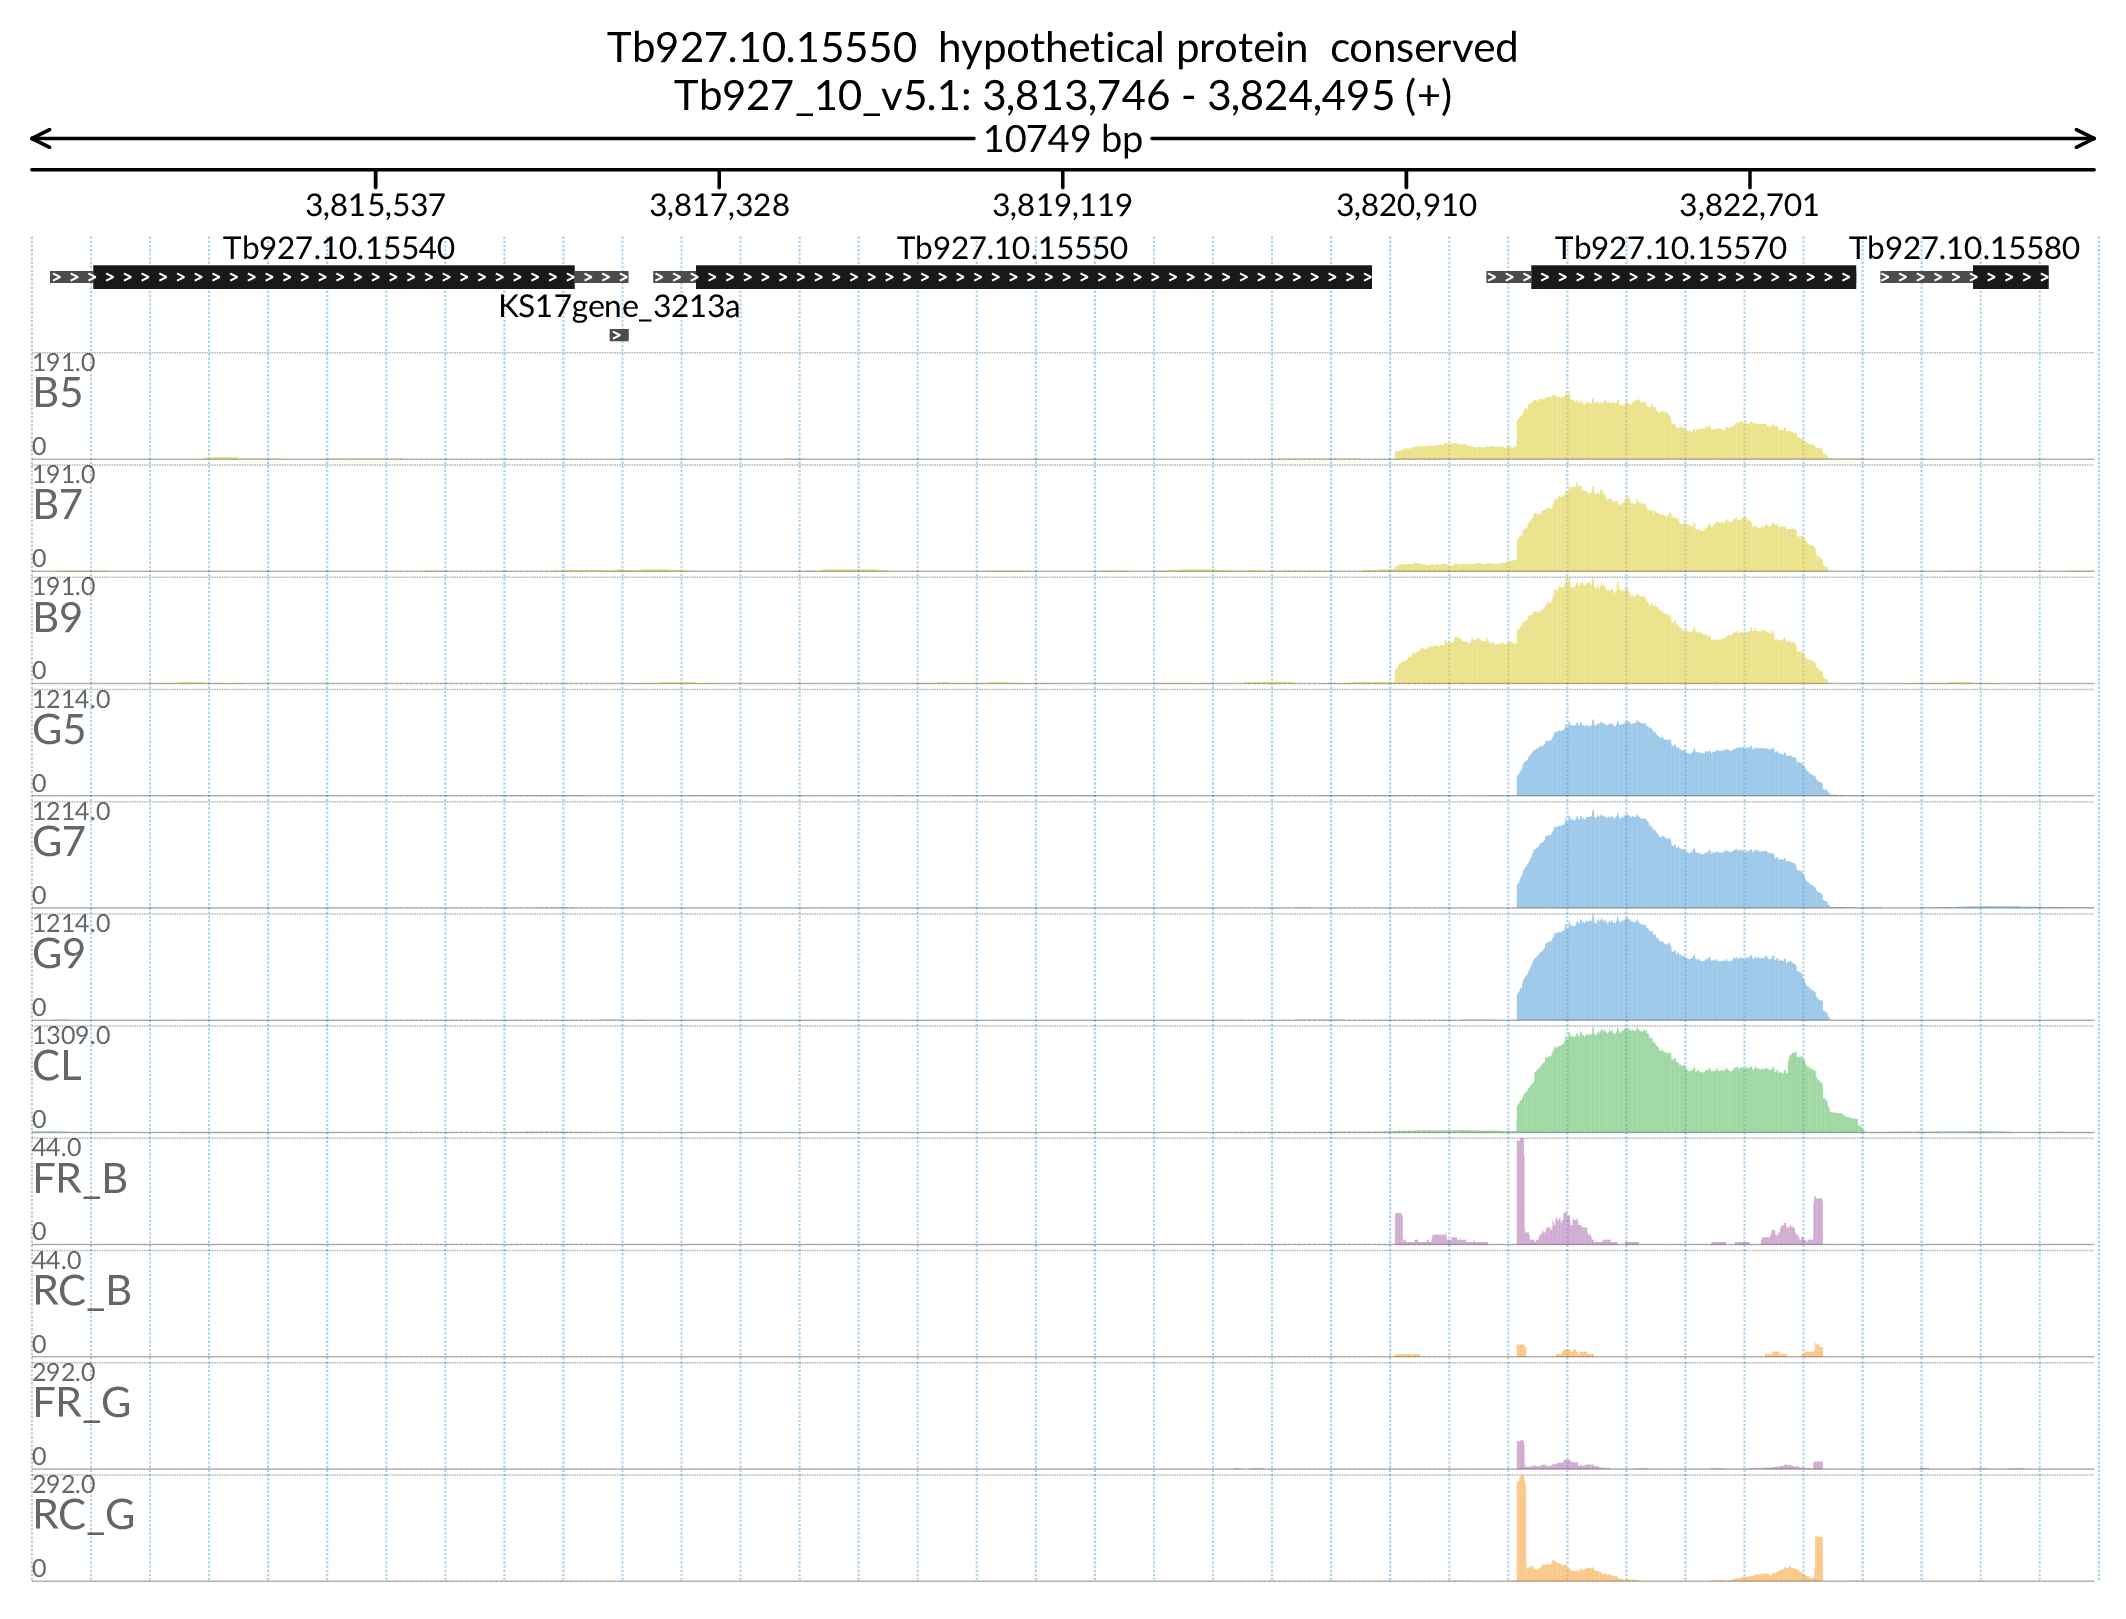 Tb927.10.15550  hypothetical protein  conserved
Tb927_10_v5.1: 3,813,746 - 3,824,495 (+)
10749 bp
3,815,537 3,817,328 3,819,119 3,820,910 3,822,701
Tb927.10.15540 Tb927.10.15550 Tb927.10.15570 Tb927.10.15580
KS17gene_3213a
191.0
B5
0
191.0
B7
0
191.0
B9
0
1214.0
G5
0
1214.0
G7
0
1214.0
G9
0
1309.0
CL
0
44.0
FR_B
0
44.0
RC_B
0
292.0
FR_G
0
292.0
RC_G
0